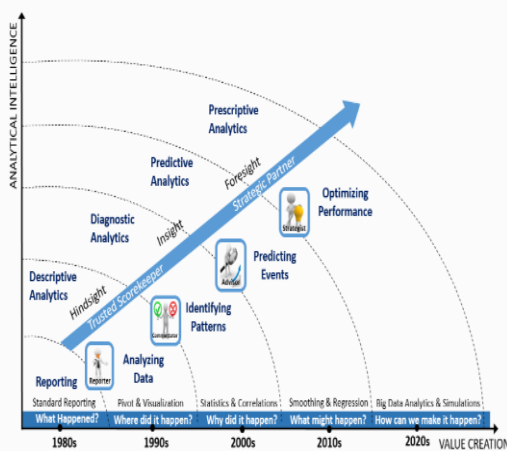 ANALYTICAL INTELLIGENCE
Prescriptive
Analytics
Predictive
Analytics
Foresight
Strategic Partner
Optimizing
Performance
Strategist
Diagnostic
Analytics
Insight
Predicting
Events
Advisor
Descriptive
Analytics
Hindsight
Trusted Scorekeeper
Identifying
Patterns
Commentator
Analyzing
Data
Reporter
Reporting
Standard Reporting
Pivot & Visualization
Statistics & Correlations
Smoothing & Regression
Big Data Analytics & Simulations
What Happened?
Where did it happen?
Why did it happen?
What might happen?
How can we make it happen?
1980s
1990s
2000s
2010s
2020s
VALUE CREATION